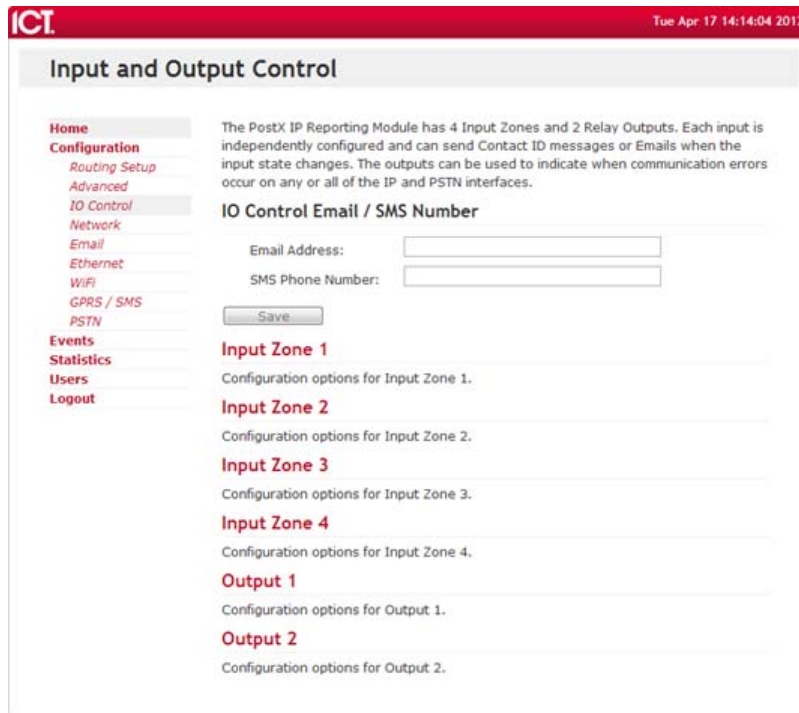 ICT.
Tue Apr 17 14:14:04 201
Input and Output Control
Home
Configuration
Routing Setup
Advanced
IO Control
Network
Email
Ethernet
WiFi
GPRS / SMS
PSTN
Events
Statistics
Users
Logout
The PostX IP Reporting Module has 4 Input Zones and 2 Relay Outputs. Each input is
independently configured and can send Contact ID messages or Emails when the
input state changes. The outputs can be used to indicate when communication errors
occur on any or all of the IP and PSTN interfaces.
IO Control Email / SMS Number
Email Address:
SMS Phone Number:
Save
Input Zone 1
Configuration options for Input Zone 1.
Input Zone 2
Configuration options for Input Zone 2.
Input Zone 3
Configuration options for Input Zone 3.
Input Zone 4
Configuration options for Input Zone 4.
Output 1
Configuration options for Output 1.
Output 2
Configuration options for Output 2.